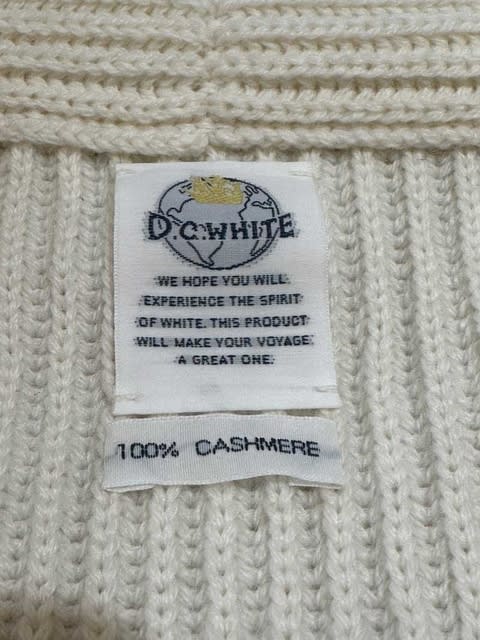 D.C.WHITE
WE HOPE YOU WILL
EXPERIENCE THE SPIRIT
OF WHITE. THIS PRODUCT
WILL MAKE YOUR VOYAGE
A GREAT ONE.
100% CASHMERE